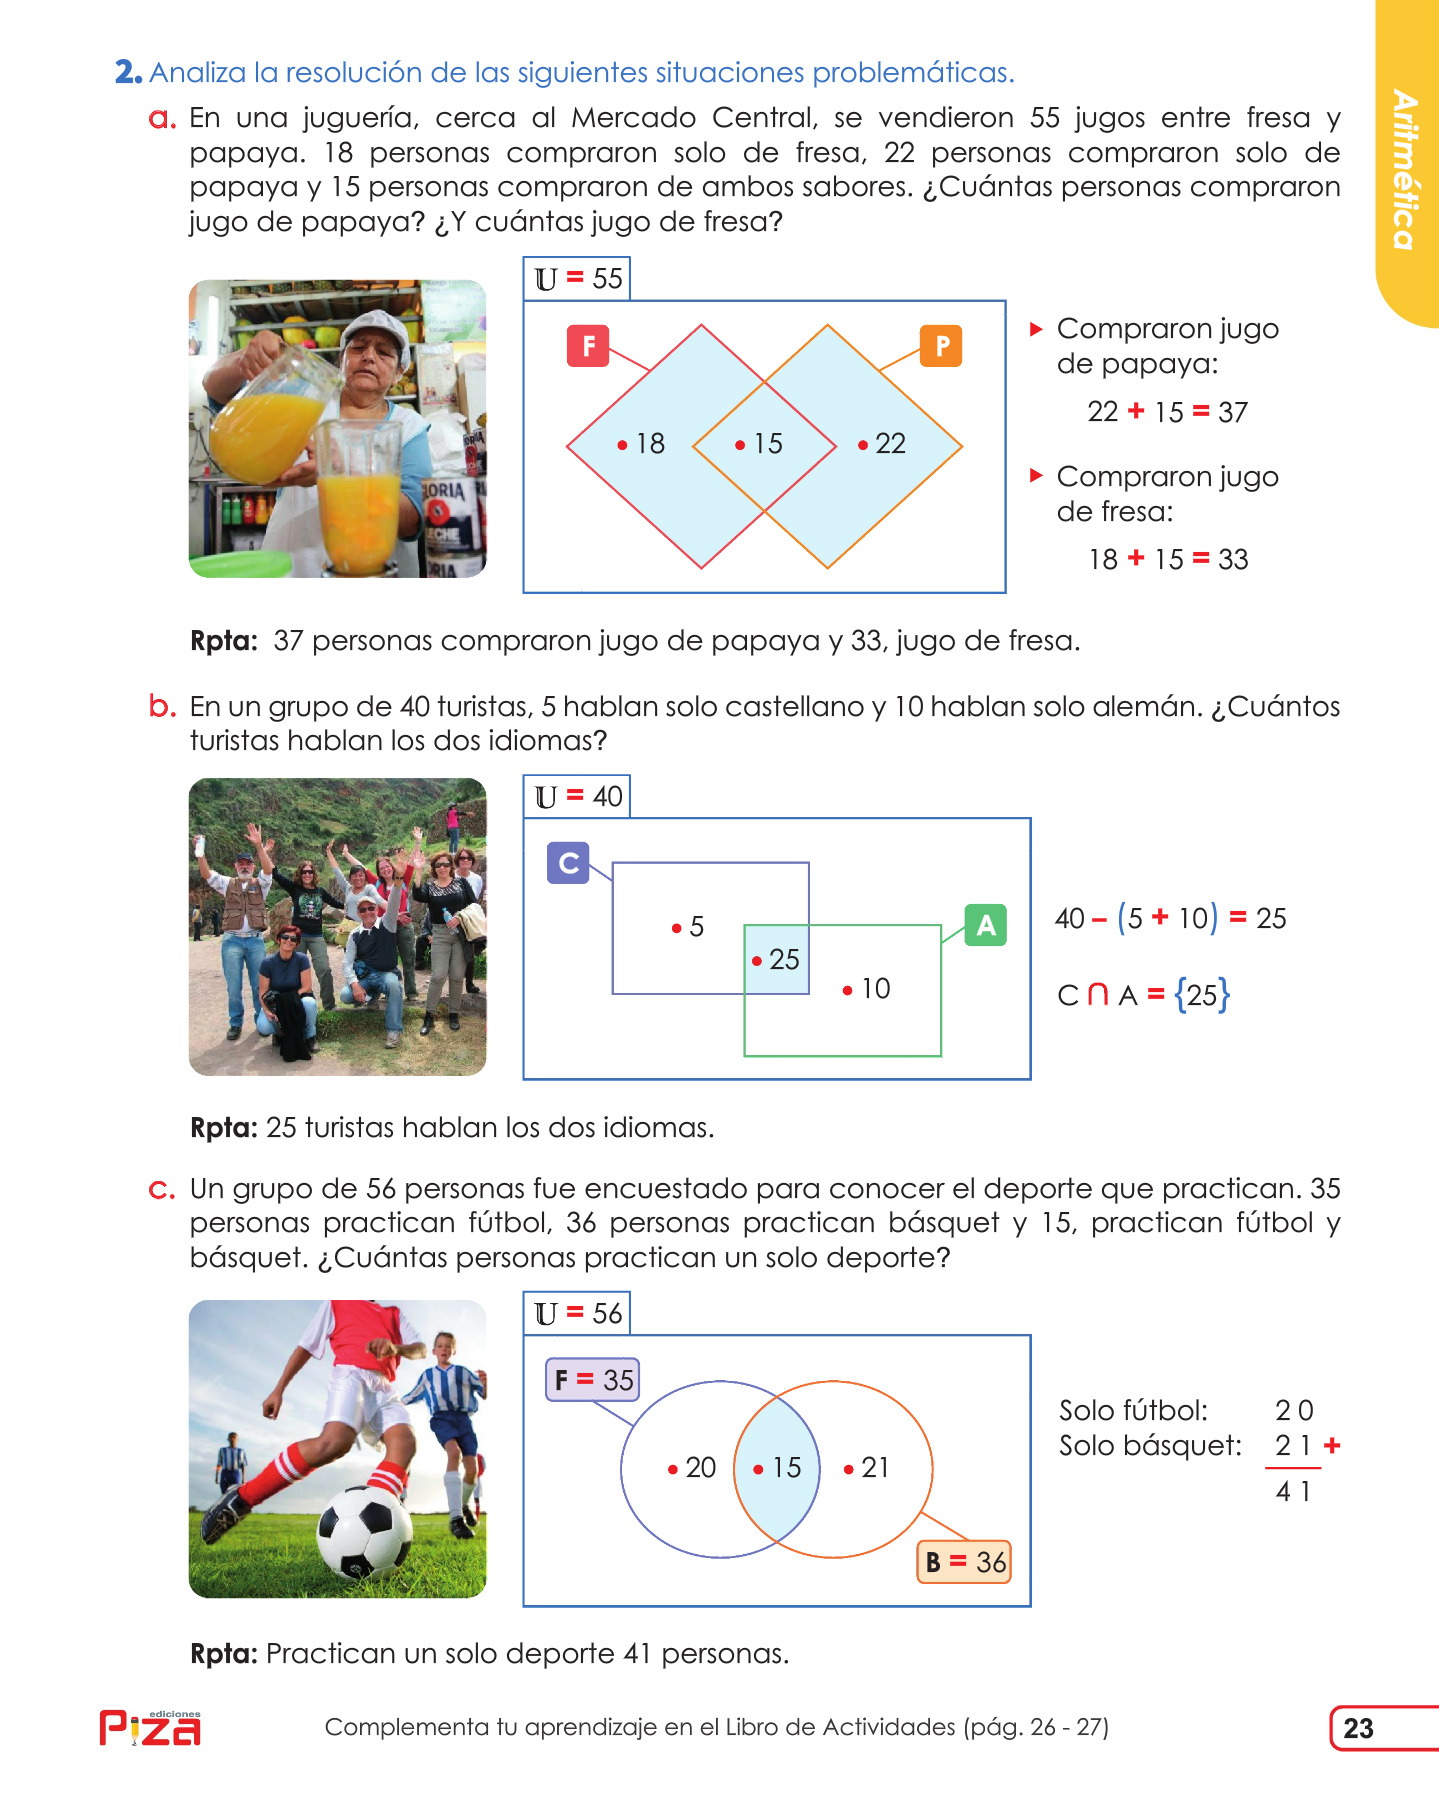 Aritmética
2. Analiza la resolución de las siguientes situaciones problemáticas.
a. En una juguería, cerca al Mercado Central, se vendieron 55 jugos entre fresa y
papaya. 18 personas compraron solo de fresa, 22 personas compraron solo de
papaya y 15 personas compraron de ambos sabores. ¿Cuántas personas compraron
jugo de papaya? ¿Y cuántas jugo de fresa?
𝕌 = 55
F
P
• 18
• 15
• 22
Compraron jugo
de papaya:
22 + 15 = 37
Compraron jugo
de fresa:
18 + 15 = 33
LORIA
ECHE
ORIA
Rpta: 37 personas compraron jugo de papaya y 33, jugo de fresa.
b. En un grupo de 40 turistas, 5 hablan solo castellano y 10 hablan solo alemán. ¿Cuántos
turistas hablan los dos idiomas?
𝕌 = 40
C
A
• 5
• 25
• 10
40 – (5 + 10) = 25
C ∩ A = {25}
Rpta: 25 turistas hablan los dos idiomas.
c. Un grupo de 56 personas fue encuestado para conocer el deporte que practican. 35
personas practican fútbol, 36 personas practican básquet y 15, practican fútbol y
básquet. ¿Cuántas personas practican un solo deporte?
𝕌 = 56
F = 35
• 20
• 15
• 21
B = 36
Solo fútbol: 2 0
Solo básquet: 2 1 +
4 1
Rpta: Practican un solo deporte 41 personas.
ediciones
Piza
Complementa tu aprendizaje en el Libro de Actividades (pág. 26 - 27)
23